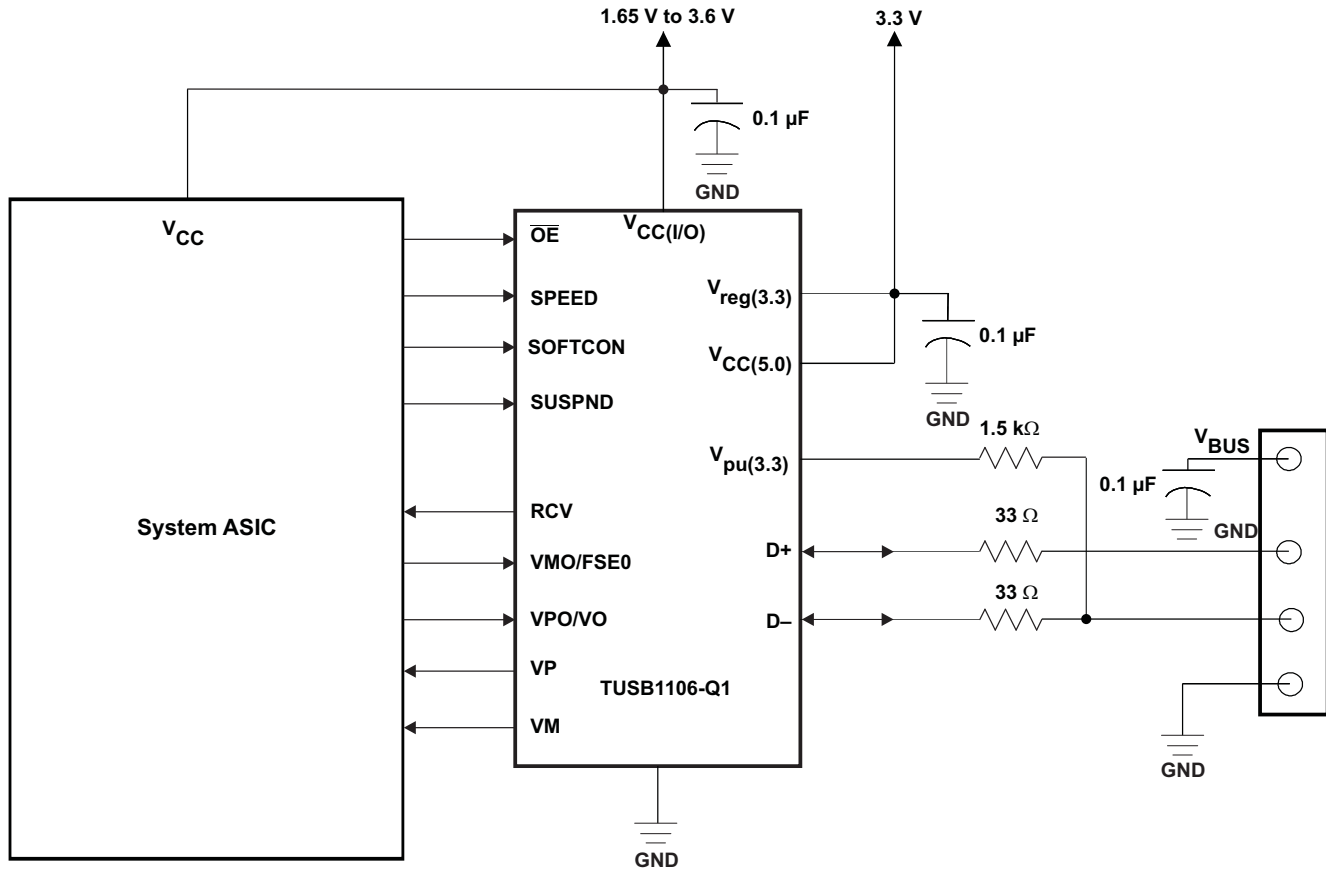 1.65 V to 3.6 V
3.3 V
0.1 µF
GND
VCC
OE
VCC(I/O)
SPEED
Vreg(3.3)
SOFTCON
0.1 µF
VCC(5.0)
SUSPND
GND
1.5 kΩ
VBUS
Vpu(3.3)
0.1 µF
System ASIC
RCV
33 Ω
GND
D+
VMO/FSE0
33 Ω
VPO/VO
D–
VP
TUSB1106-Q1
VM
GND
GND